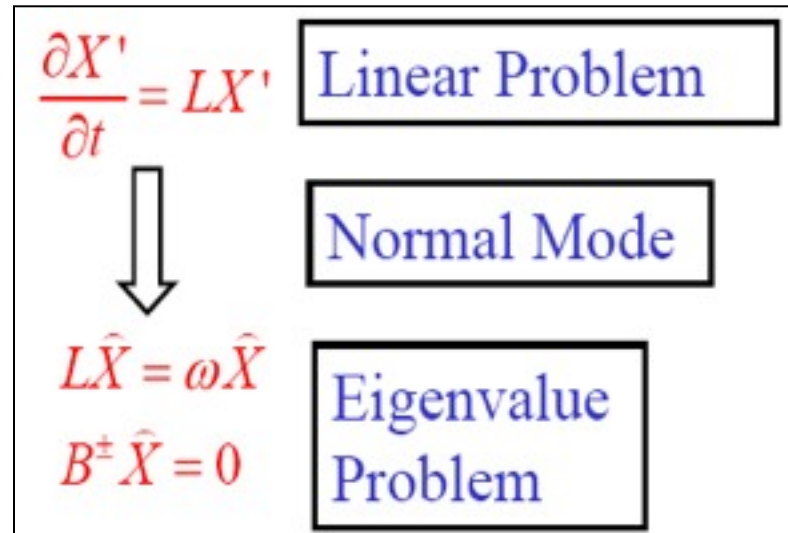 ∂X'/∂t = LX'
Linear Problem
Normal Mode
LX̂ = ωX̂
B± X̂ = 0
Eigenvalue
Problem